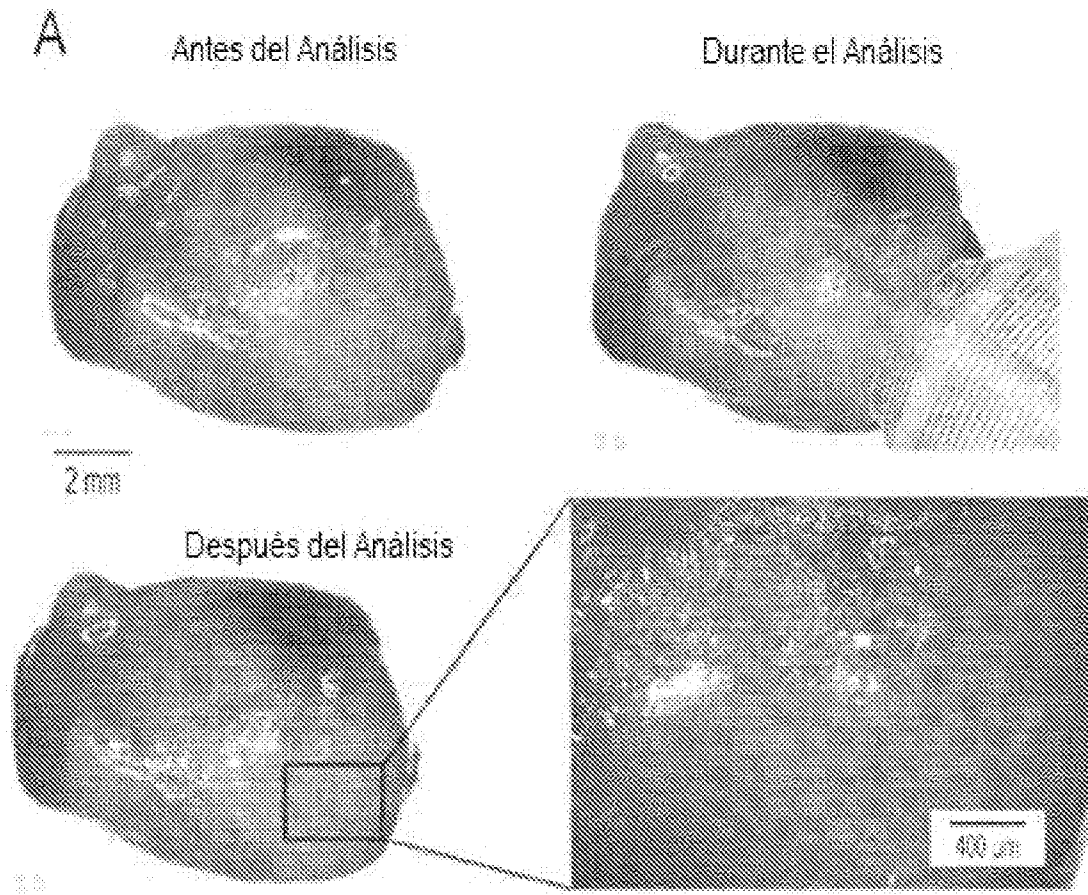 A
Antes del Análisis
Durante el Análisis
2 mm
Después del Análisis
400 µm